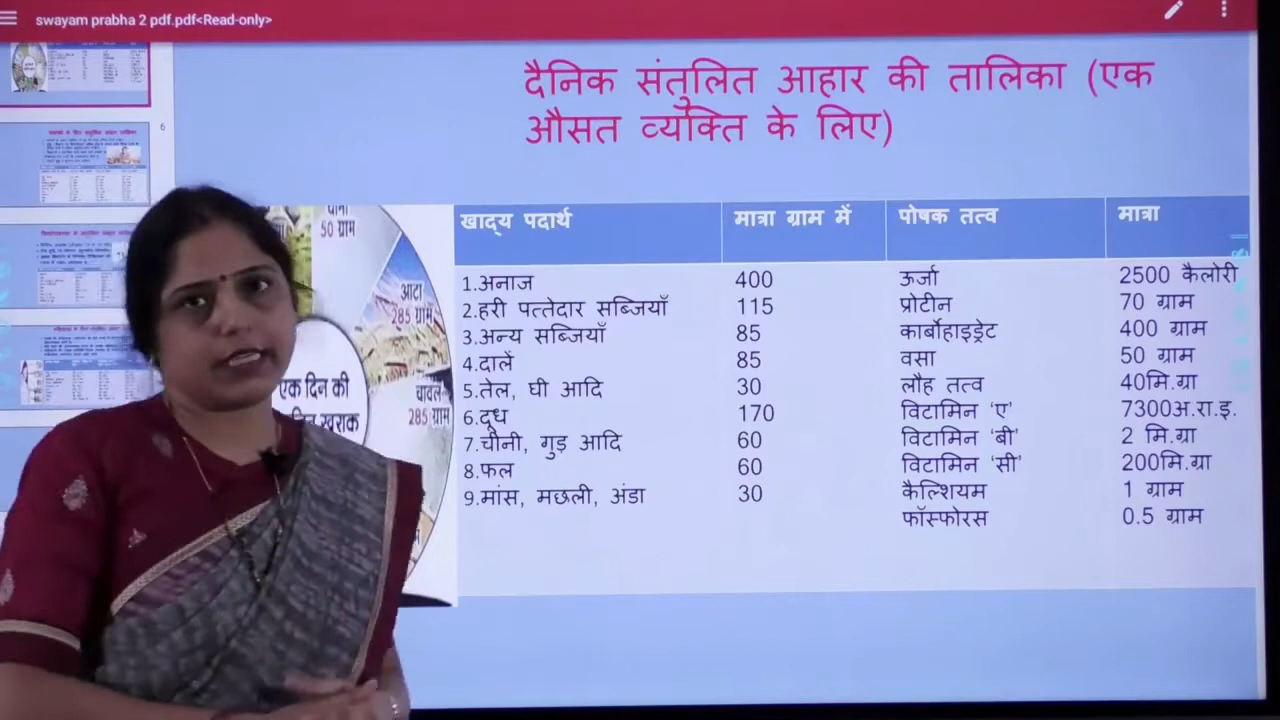 swayam prabha 2 pdf.pdf<Read-only>
6
दैनिक संतुलित आहार की तालिका (एक
औसत व्यक्ति के लिए)
50 ग्राम
आटा
285 ग्राम
चावल
285 ग्राम
एक दिन की
खुराक
खाद्य पदार्थ मात्रा ग्राम में पोषक तत्व मात्रा
1.अनाज 400 ऊर्जा 2500 कैलोरी
2.हरी पत्तेदार सब्जियाँ 115 प्रोटीन 70 ग्राम
3.अन्य सब्जियाँ 85 कार्बोहाइड्रेट 400 ग्राम
4.दालें 85 वसा 50 ग्राम
5.तेल, घी आदि 30 लौह तत्व 40मि.ग्रा
6.दूध 170 विटामिन ‘ए’ 7300अ.रा.इ.
7.चीनी, गुड़ आदि 60 विटामिन ‘बी’ 2 मि.ग्रा
8.फल 60 विटामिन ‘सी’ 200मि.ग्रा
9.मांस, मछली, अंडा 30 कैल्शियम 1 ग्राम
फॉस्फोरस 0.5 ग्राम